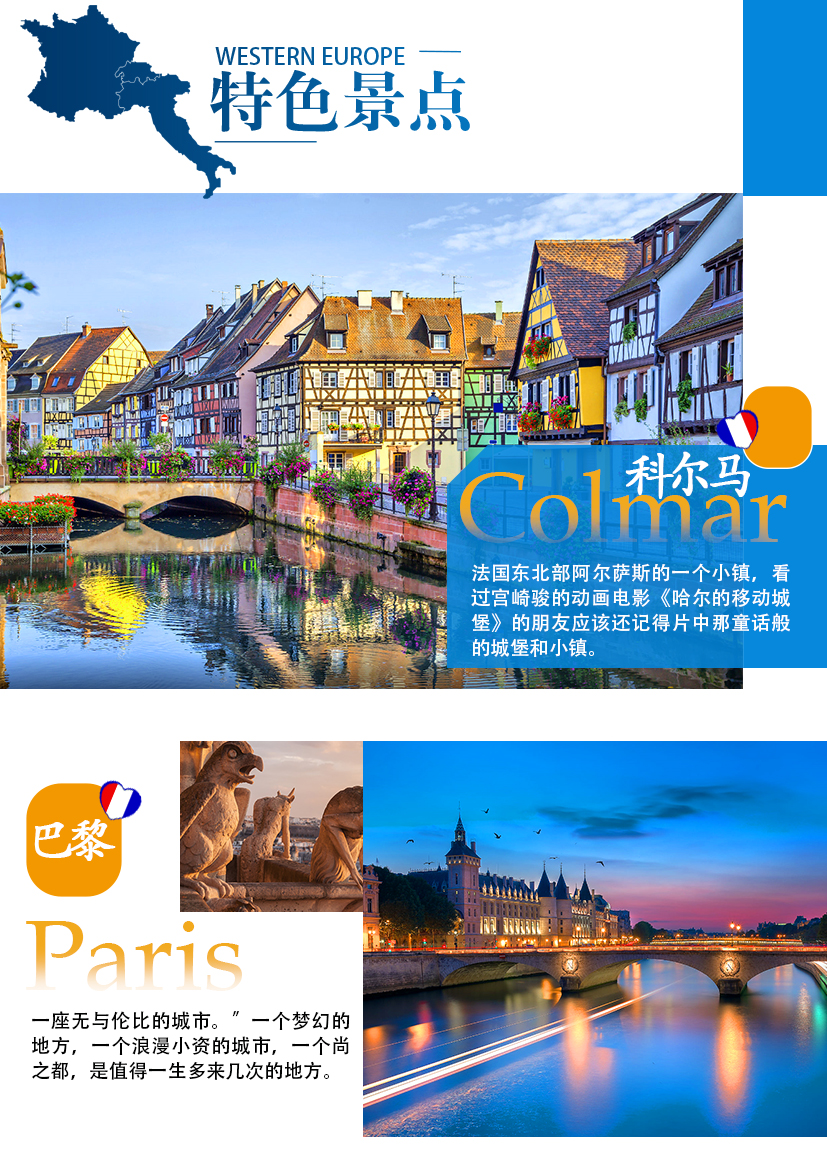 WESTERN EUROPE
特色景点
科尔马
Colmar
法国东北部阿尔萨斯的一个小镇，看
过宫崎骏的动画电影《哈尔的移动城
堡》的朋友应该还记得片中那童话般
的城堡和小镇。
巴黎
Paris
一座无与伦比的城市。”一个梦幻的
地方，一个浪漫小资的城市，一个尚
之都，是值得一生多来几次的地方。